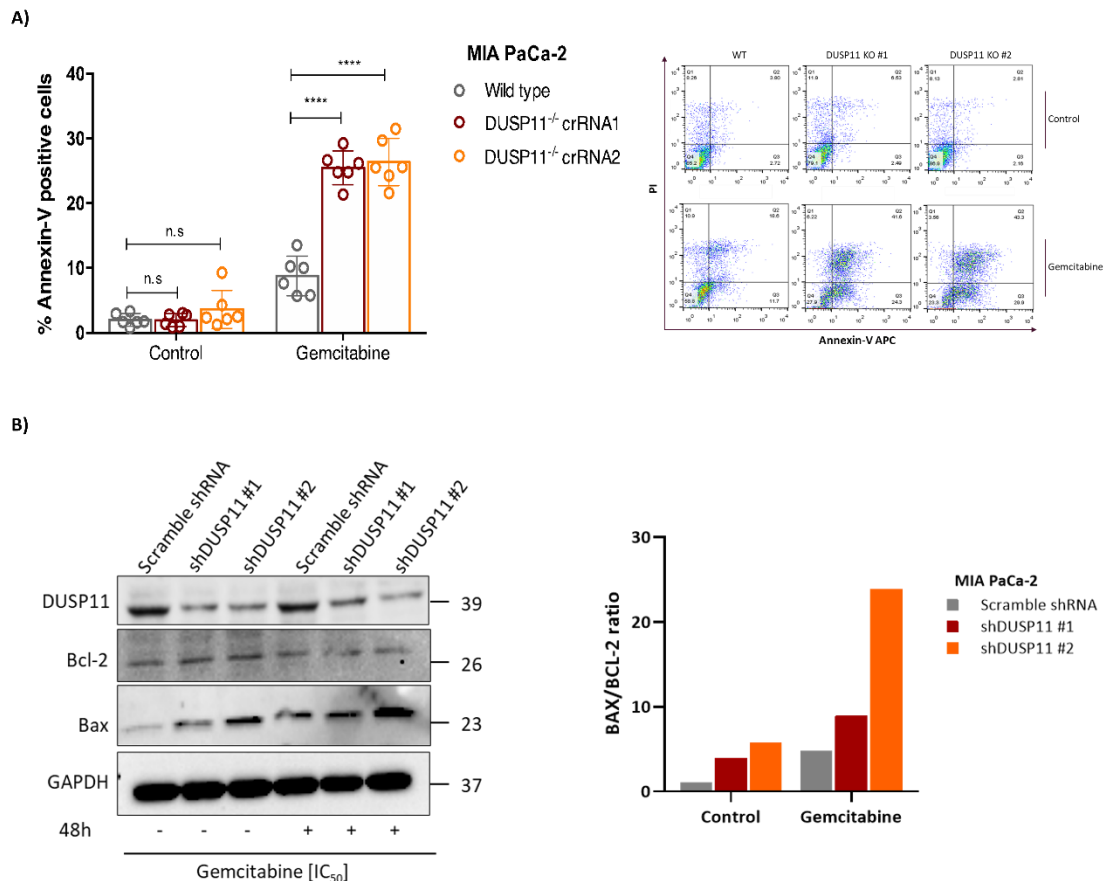 A)
% Annexin-V positive cells
40
30
20
10
0
n.s
n.s
****
****
Control
Gemcitabine
MIA PaCa-2
Wild type
DUSP11-/- crRNA1
DUSP11-/- crRNA2
WT
DUSP11 KO #1
DUSP11 KO #2
Control
Gemcitabine
PI
Annexin-V APC
B)
Scramble shRNA
shDUSP11 #1
shDUSP11 #2
Scramble shRNA
shDUSP11 #1
shDUSP11 #2
DUSP11
39
Bcl-2
26
Bax
23
GAPDH
37
48h - - - + + +
Gemcitabine [IC50]
BAX/BCL-2 ratio
30
20
10
0
Control
Gemcitabine
MIA PaCa-2
Scramble shRNA
shDUSP11 #1
shDUSP11 #2